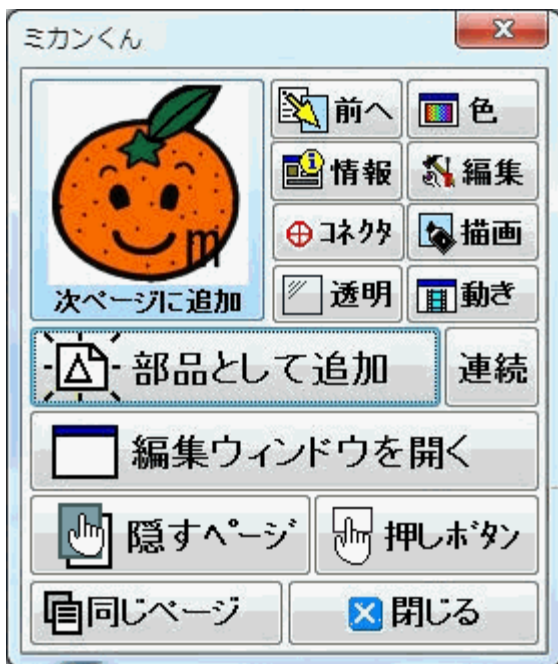 ミカンくん
m
次ページに追加
前へ
色
情報
編集
コネクタ
描画
透明
動き
部品として追加
連続
編集ウィンドウを開く
隠すページ
押しボタン
同じページ
閉じる